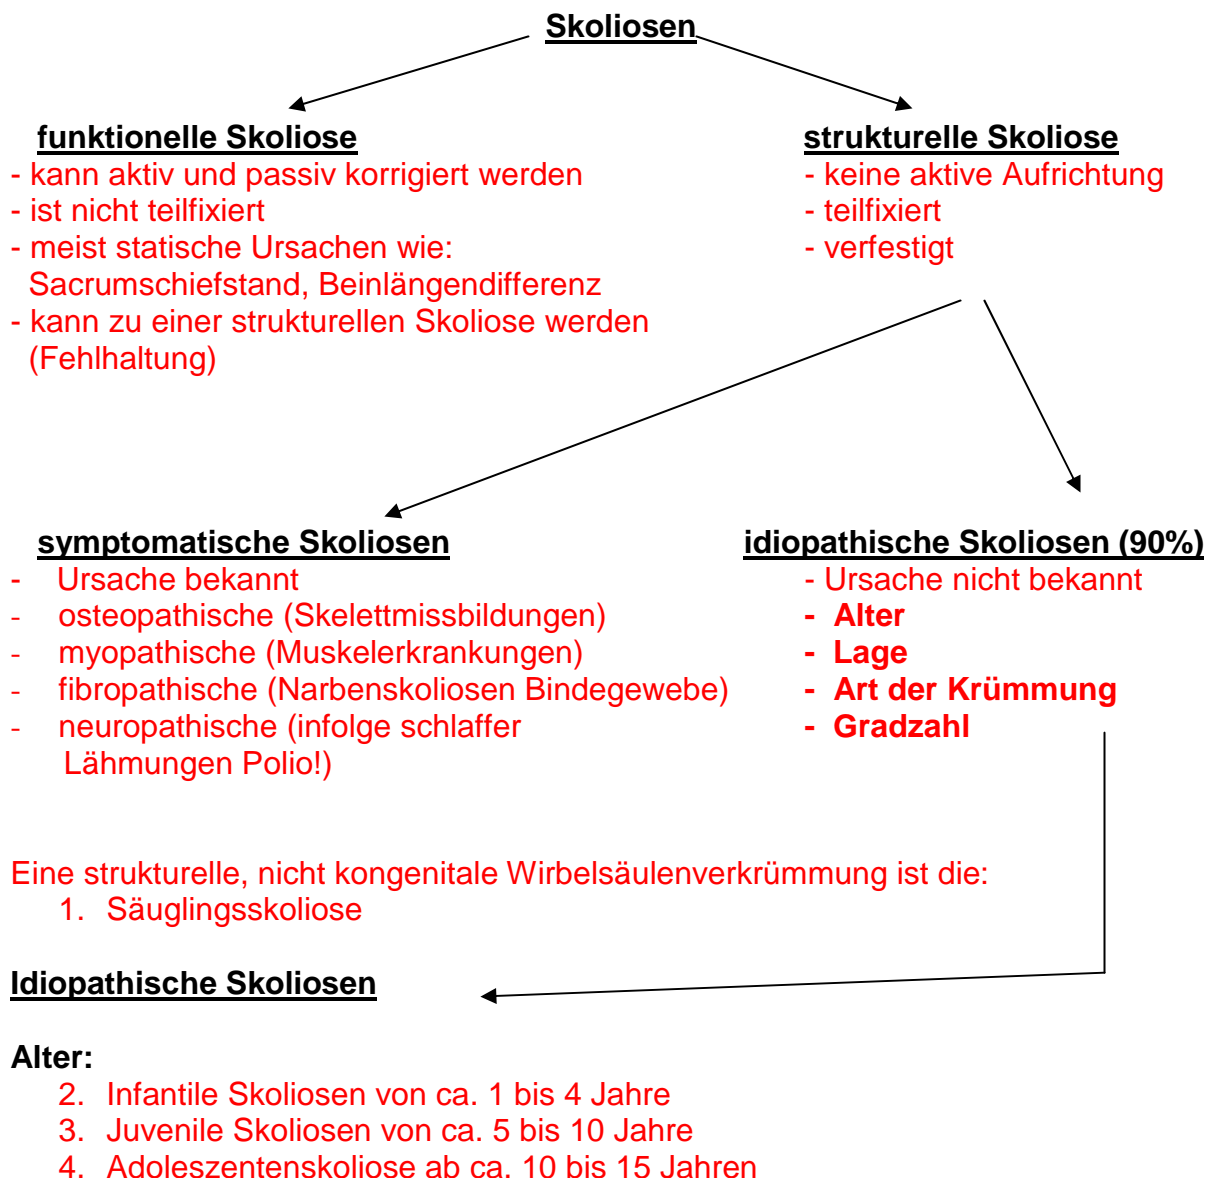 Skoliosen
funktionelle Skoliose
- kann aktiv und passiv korrigiert werden
- ist nicht teilfixiert
- meist statische Ursachen wie:
Sacrumschiefstand, Beinlängendifferenz
- kann zu einer strukturellen Skoliose werden
(Fehlhaltung)
strukturelle Skoliose
- keine aktive Aufrichtung
- teilfixiert
- verfestigt
symptomatische Skoliosen
- Ursache bekannt
- osteopathische (Skelettmissbildungen)
- myopathische (Muskelerkrankungen)
- fibropathische (Narbenskoliosen Bindegewebe)
- neuropathische (infolge schlaffer
Lähmungen Polio!)
idiopathische Skoliosen (90%)
- Ursache nicht bekannt
- Alter
- Lage
- Art der Krümmung
- Gradzahl
Eine strukturelle, nicht kongenitale Wirbelsäulenverkrümmung ist die:
1. Säuglingsskoliose
Idiopathische Skoliosen
Alter:
2. Infantile Skoliosen von ca. 1 bis 4 Jahre
3. Juvenile Skoliosen von ca. 5 bis 10 Jahre
4. Adoleszentenskoliose ab ca. 10 bis 15 Jahren